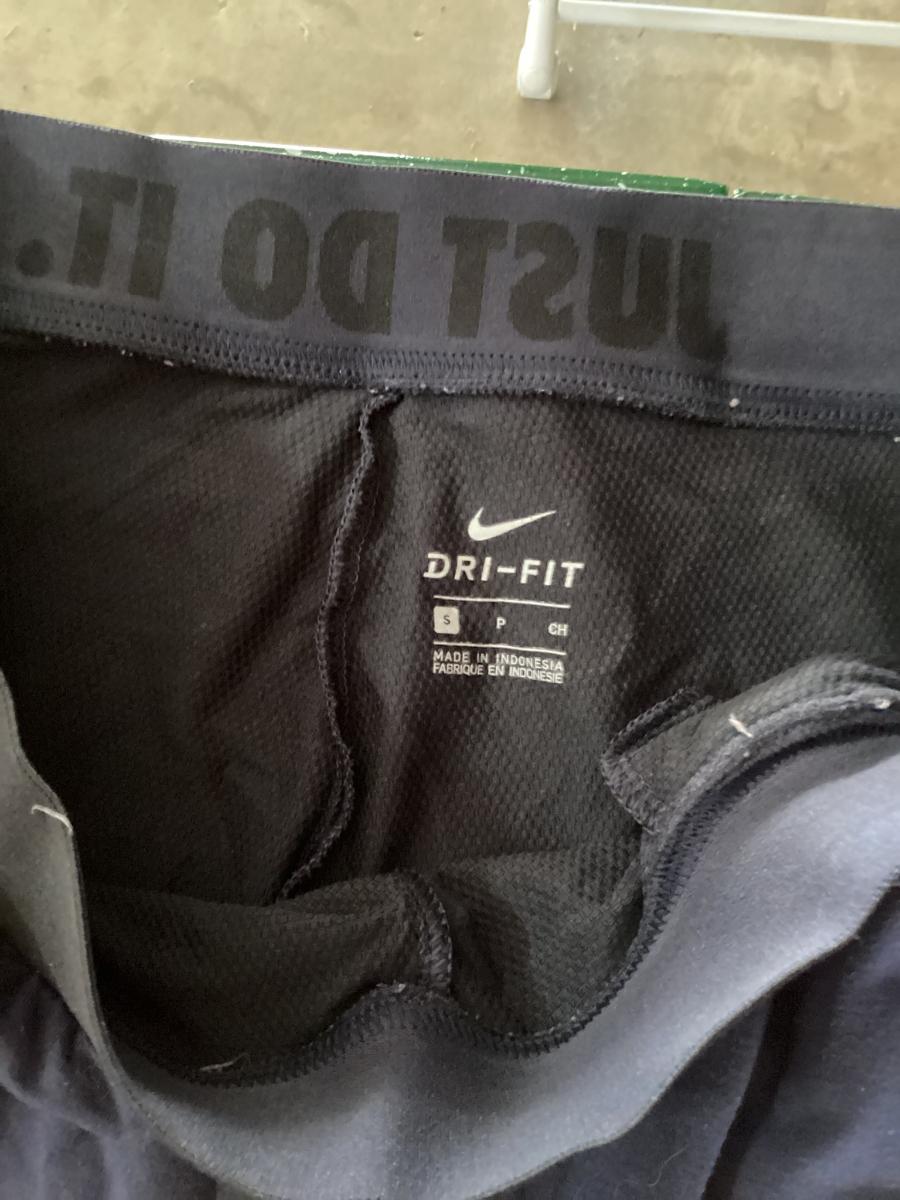 JUST DO IT.
DRI-FIT
S P CH
MADE IN INDONESIA
FABRIQUE EN INDONESIE